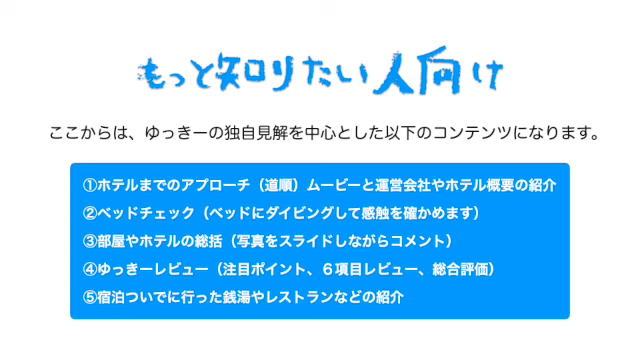 もっと知りたい人向け
ここからは、ゆっきーの独自見解を中心とした以下のコンテンツになります。
①ホテルまでのアプローチ（道順）ムービーと運営会社やホテル概要の紹介
②ベッドチェック（ベッドにダイビングして感触を確かめます）
③部屋やホテルの総括（写真をスライドしながらコメント）
④ゆっきーレビュー（注目ポイント、６項目レビュー、総合評価）
⑤宿泊ついでに行った銭湯やレストランなどの紹介